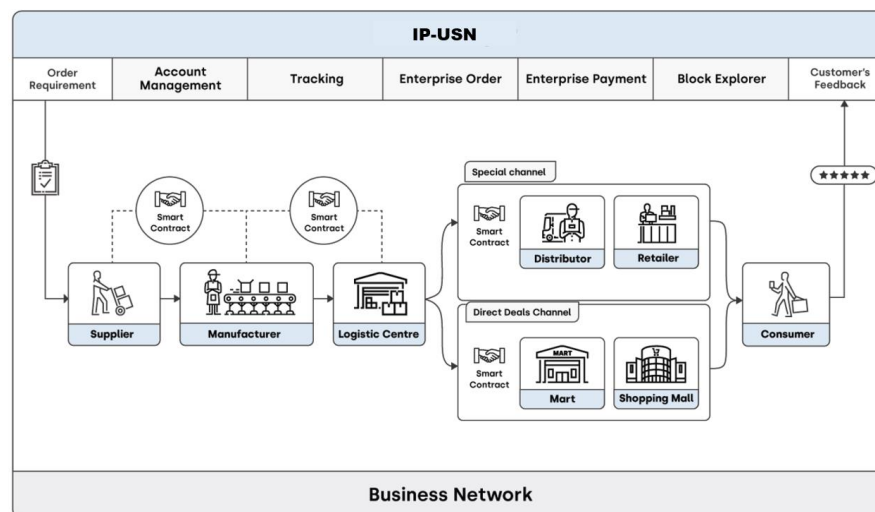 IP-USN
Order
Requirement
Account
Management
Tracking
Enterprise Order
Enterprise Payment
Block Explorer
Customer's
Feedback
Smart
Contract
Smart
Contract
Special channel
Smart
Contract
Distributor
Retailer
Supplier
Manufacturer
Logistic Centre
Consumer
Direct Deals Channel
Smart
Contract
MART
Mart
Shopping Mall
Business Network